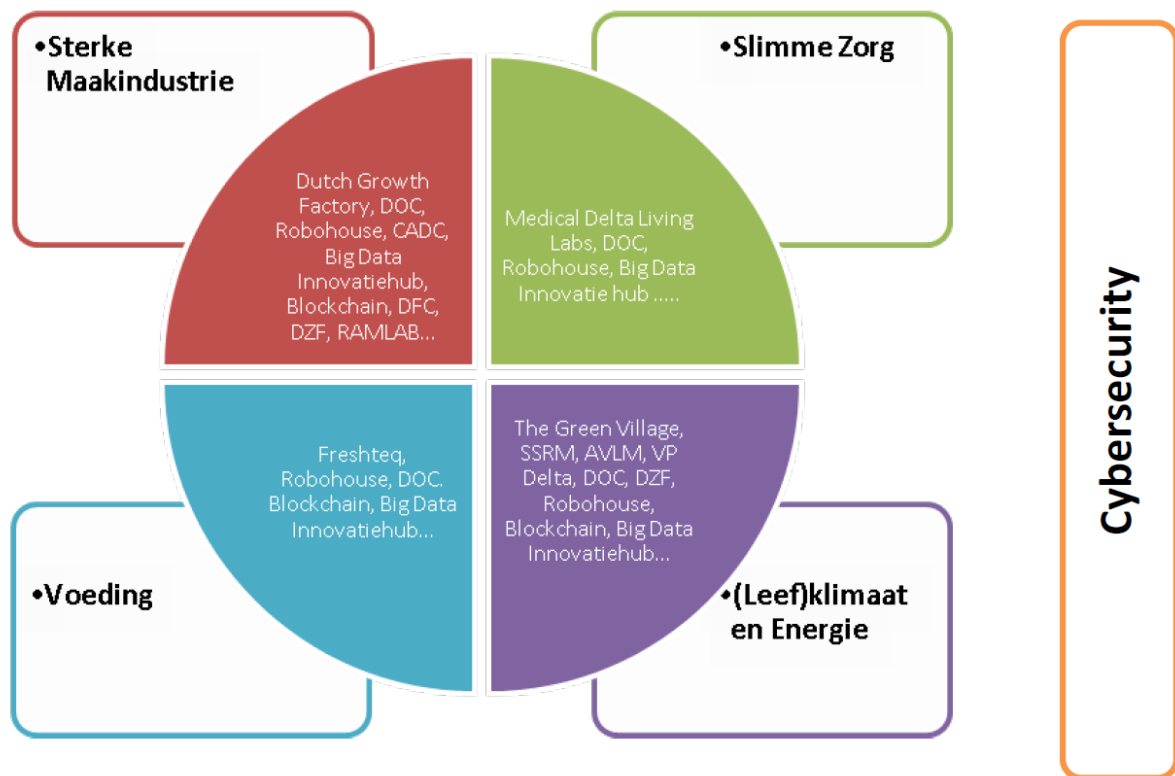 •Sterke
Maakindustrie
•Slimme Zorg
Dutch Growth
Factory, DOC,
Robohouse, CADC,
Big Data
Innovatiehub,
Blockchain, DFC,
DZF, RAMLAB...
Medical Delta Living
Labs, DOC,
Robohouse, Big Data
Innovatie hub .....
Freshteq,
Robohouse, DOC.
Blockchain, Big Data
Innovatiehub...
The Green Village,
SSRM, AVLM, VP
Delta, DOC, DZF,
Robohouse,
Blockchain, Big Data
Innovatiehub...
•Voeding
•(Leef)klimaat
en Energie
Cybersecurity